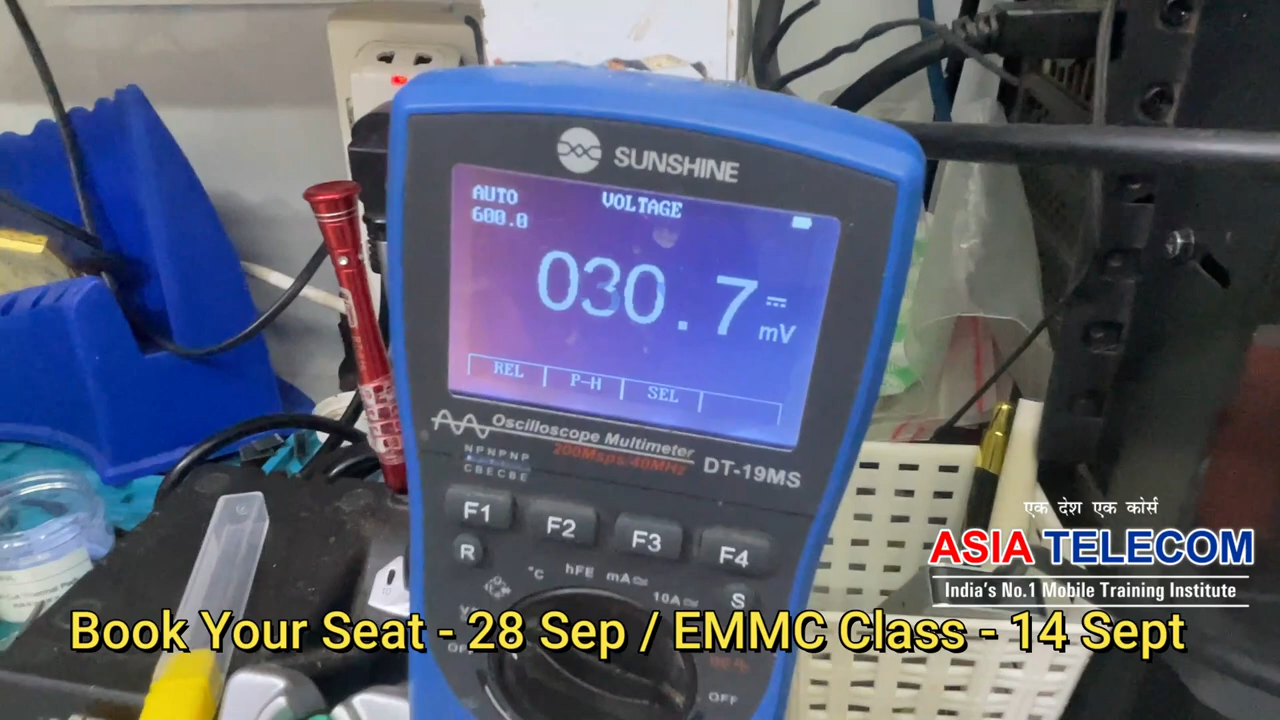 SUNSHINE
AUTO
600.0
VOLTAGE
030.7
mV
REL P-H SEL
Oscilloscope Multimeter
200Msps/40MHz
DT-19MS
NPNPNP
CBECBE
F1 F2 F3 F4
R
S
°C hFE mA 10A
OFF
एक देश एक कोर्स
ASIA TELECOM
India's No.1 Mobile Training Institute
Book Your Seat - 28 Sep / EMMC Class - 14 Sept